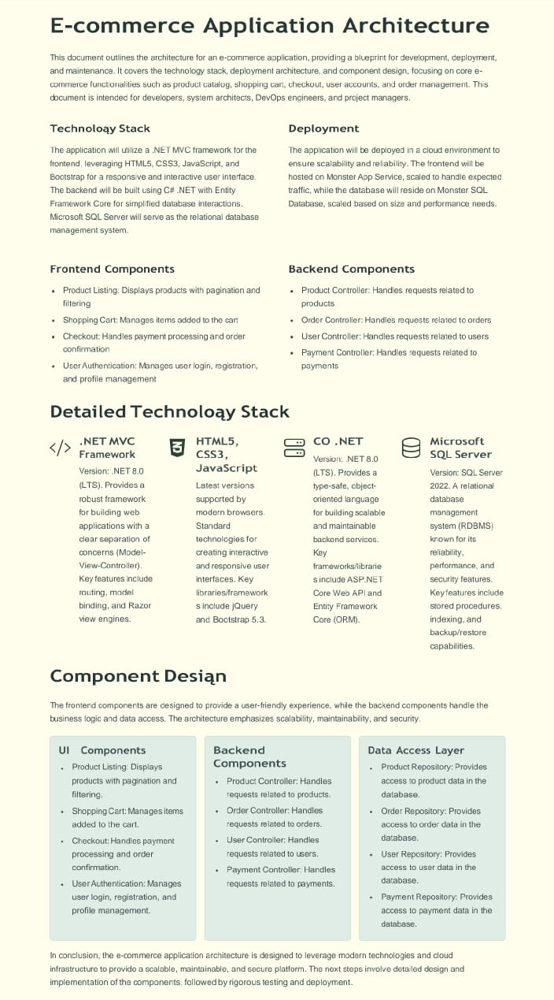 E-commerce Application Architecture
This document outlines the architecture for an e-commerce application, providing a blueprint for development, deployment,
and maintenance. It covers the technology stack, deployment architecture, and component design, focusing on core e-
commerce functionalities such as product catalog, shopping cart, checkout, user accounts, and order management. This
document is intended for developers, system architects, DevOps engineers, and project managers.
Technology Stack
The application will utilize a .NET MVC framework for the
frontend, leveraging HTML5, CSS3, JavaScript, and
Bootstrap for a responsive and interactive user interface.
The backend will be built using C# .NET with Entity
Framework Core for simplified database interactions.
Microsoft SQL Server will serve as the relational database
management system.
Deployment
The application will be deployed in a cloud environment to
ensure scalability and reliability. The frontend will be
hosted on Monster App Service, scaled to handle expected
traffic, while the database will reside on Monster SQL
Database, scaled based on size and performance needs.
Frontend Components
• Product Listing: Displays products with pagination and
filtering
• Shopping Cart: Manages items added to the cart
• Checkout: Handles payment processing and order
confirmation
• User Authentication: Manages user login, registration,
and profile management
Backend Components
• Product Controller: Handles requests related to
products
• Order Controller: Handles requests related to orders
• User Controller: Handles requests related to users
• Payment Controller: Handles requests related to
payments
Detailed Technology Stack
</>
.NET MVC
Framework
Version: .NET 8.0
(LTS). Provides a
robust framework
for building web
applications with a
clear separation of
concerns (Model-
View-Controller).
Key features include
routing, model
binding, and Razor
view engines.
HTML5,
CSS3,
JavaScript
Latest versions
supported by
modern browsers.
Standard
technologies for
creating interactive
and responsive user
interfaces. Key
libraries/framework
s include jQuery
and Bootstrap 5.3.
CO .NET
Version: .NET 8.0
(LTS). Provides a
type-safe, object-
oriented language
for building scalable
and maintainable
backend services.
Key
frameworks/librarie
s include ASP.NET
Core Web API and
Entity Framework
Core (ORM).
Microsoft
SQL Server
Version: SQL Server
2022. A relational
database
management
system (RDBMS)
known for its
reliability,
performance, and
security features.
Key features include
stored procedures,
indexing, and
backup/restore
capabilities.
Component Design
The frontend components are designed to provide a user-friendly experience, while the backend components handle the
business logic and data access. The architecture emphasizes scalability, maintainability, and security.
UI Components
• Product Listing: Displays
products with pagination and
filtering.
• Shopping Cart: Manages items
added to the cart.
• Checkout: Handles payment
processing and order
confirmation.
• User Authentication: Manages
user login, registration, and
profile management.
Backend
Components
• Product Controller: Handles
requests related to products.
• Order Controller: Handles
requests related to orders.
• User Controller: Handles
requests related to users.
• Payment Controller: Handles
requests related to payments.
Data Access Layer
• Product Repository: Provides
access to product data in the
database.
• Order Repository: Provides
access to order data in the
database.
• User Repository: Provides
access to user data in the
database.
• Payment Repository: Provides
access to payment data in the
database.
In conclusion, the e-commerce application architecture is designed to leverage modern technologies and cloud
infrastructure to provide a scalable, maintainable, and secure platform. The next steps involve detailed design and
implementation of the components, followed by rigorous testing and deployment.